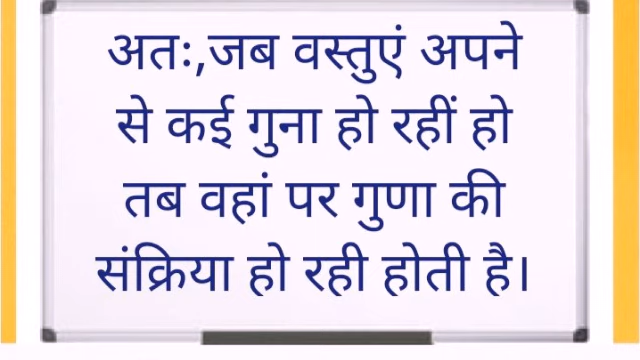 अतः,जब वस्तुएं अपने
से कई गुना हो रहीं हो
तब वहां पर गुणा की
संक्रिया हो रही होती है।